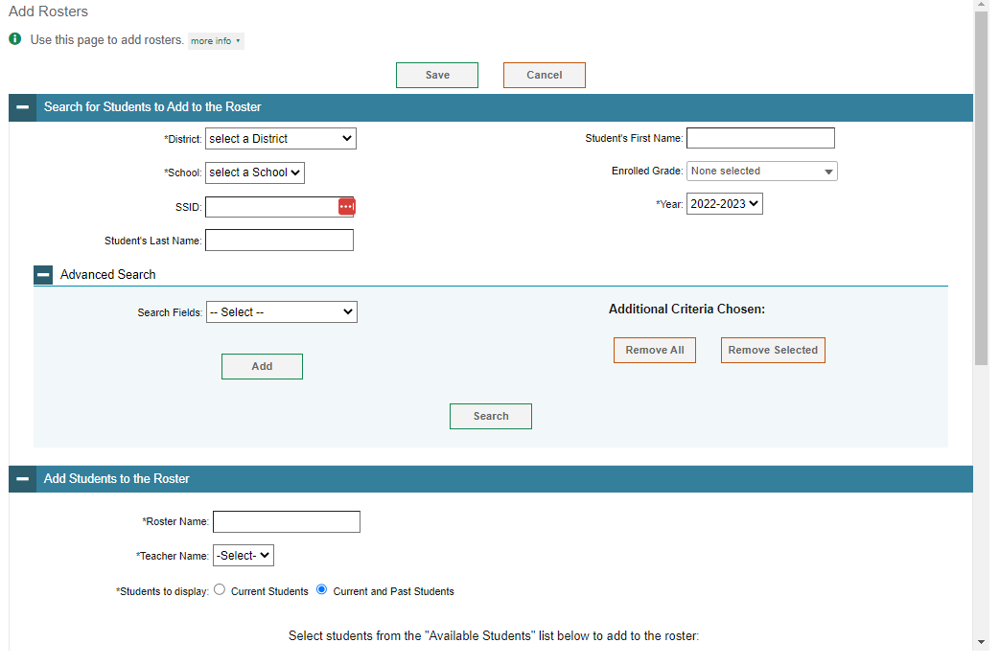 Add Rosters
Use this page to add rosters. more info
Save Cancel
Search for Students to Add to the Roster
*District: select a District
Student's First Name:
*School: select a School
Enrolled Grade: None selected
SSID:
*Year: 2022-2023
Student's Last Name:
Advanced Search
Search Fields: -- Select --
Additional Criteria Chosen:
Remove All Remove Selected
Add
Search
Add Students to the Roster
*Roster Name:
*Teacher Name: -Select-
*Students to display: Current Students Current and Past Students
Select students from the "Available Students" list below to add to the roster: